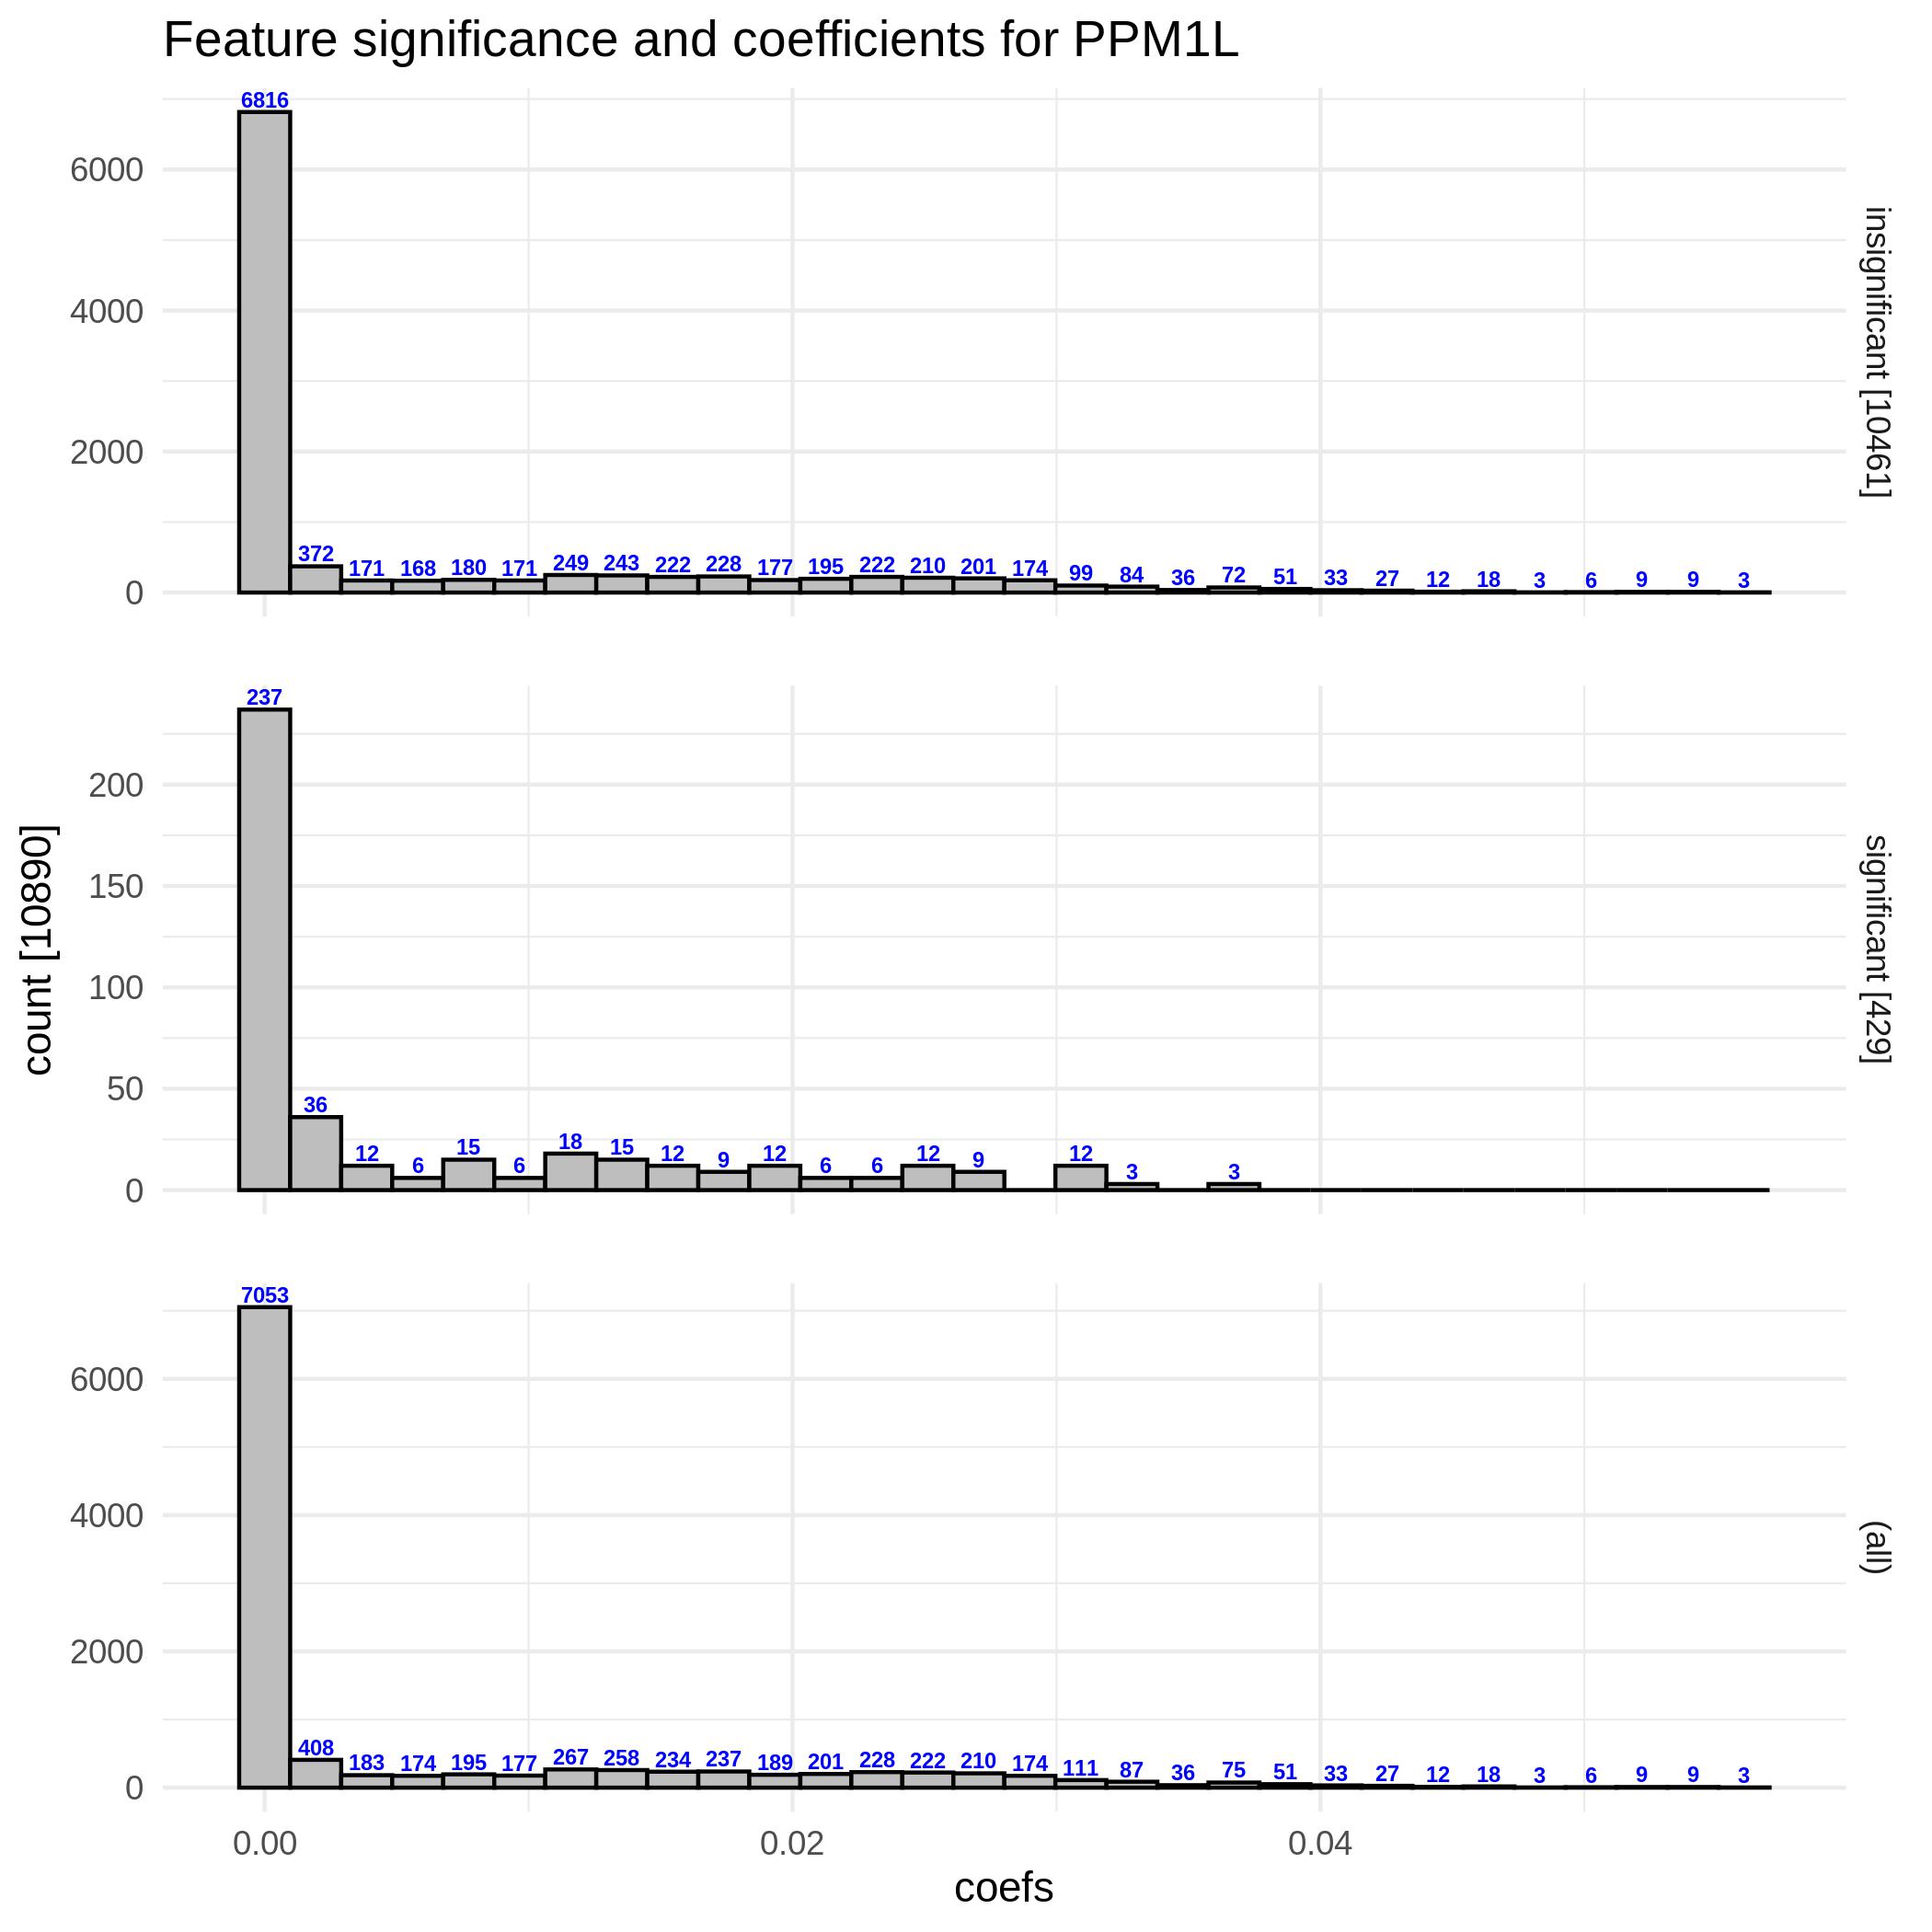 Feature significance and coefficients for PPM1L
6816
6000
4000
2000
0
372 171 168 180 171 249 243 222 228 177 195 222 210 201 174 99 84 36 72 51 33 27 12 18 3 6 9 9 3
insignificant [10461]
237
200
150
100
50
0
36 12 6 15 6 18 15 12 9 12 6 6 12 9 12 3 3
significant [429]
count [10890]
7053
6000
4000
2000
0
408 183 174 195 177 267 258 234 237 189 201 228 222 210 174 111 87 36 75 51 33 27 12 18 3 6 9 9 3
(all)
0.00 0.02 0.04
coefs